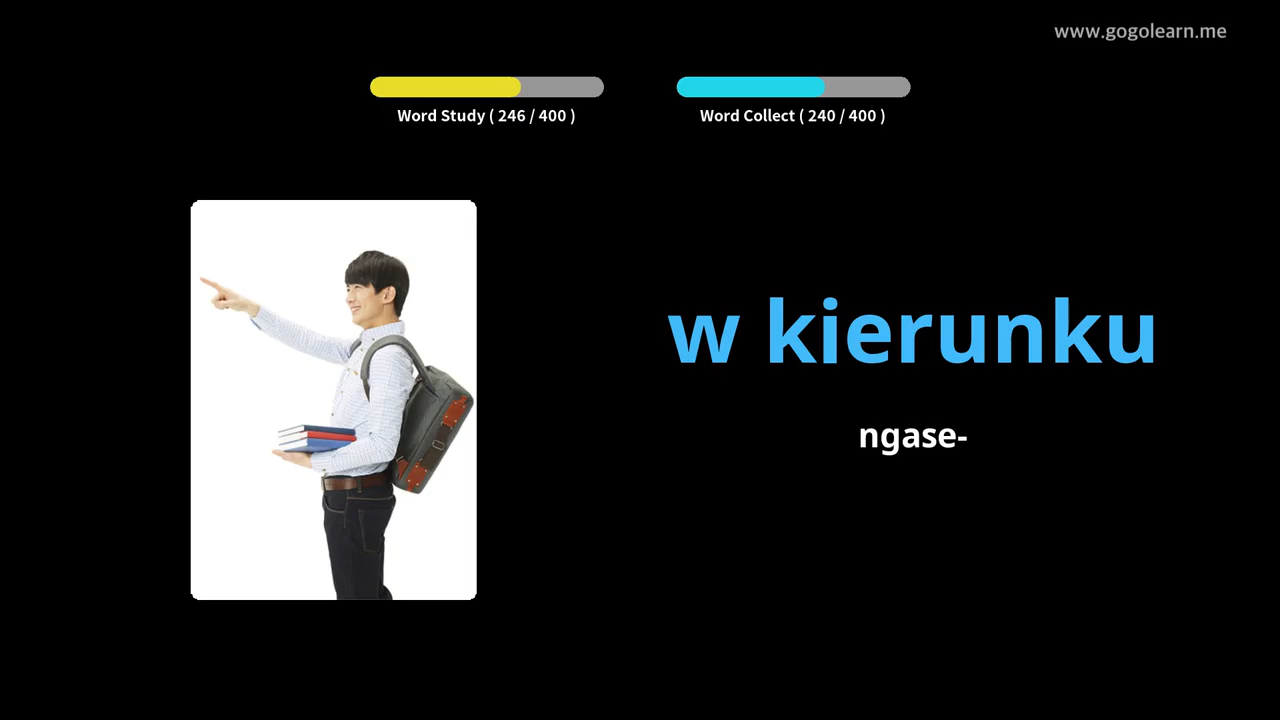 www.gogolearn.me
Word Study ( 246 / 400 )
Word Collect ( 240 / 400 )
w kierunku
ngase-